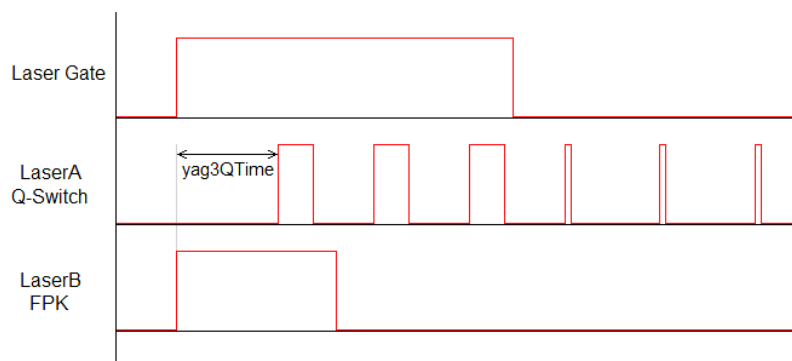 Laser Gate
yag3QTime
LaserA
Q-Switch
LaserB
FPK